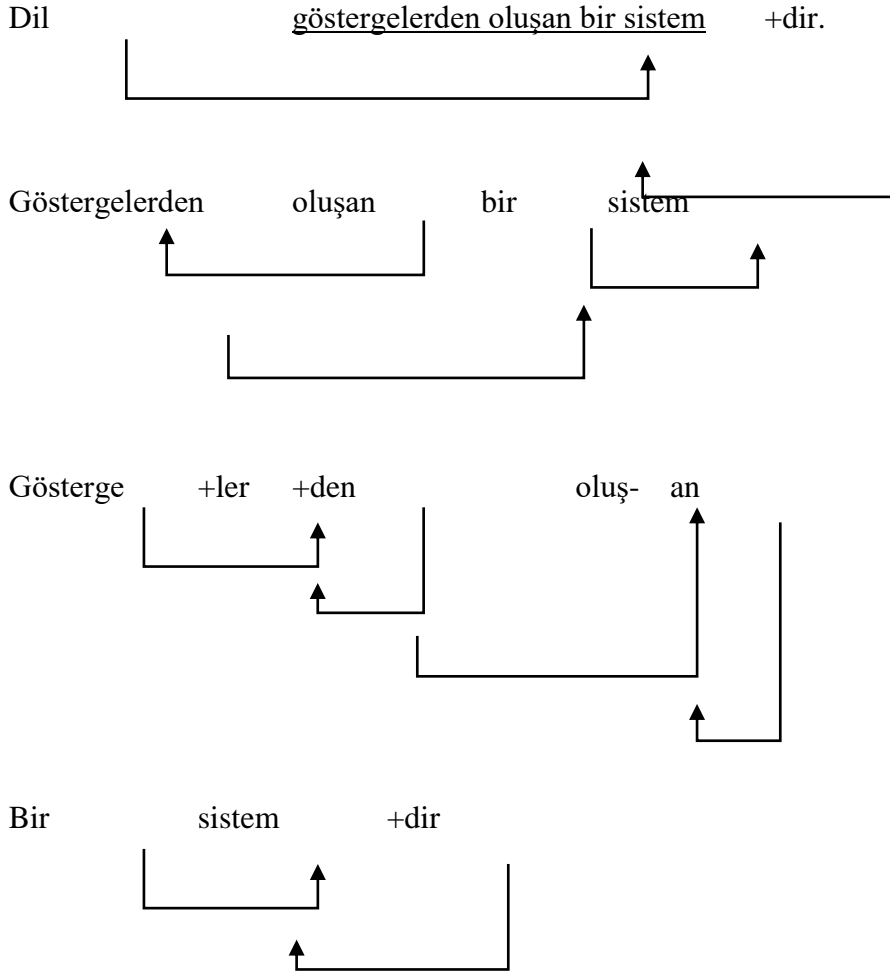 Dil göstergelerden oluşan bir sistem +dir.
Göstergelerden oluşan bir sistem
Gösterge +ler +den oluş- an
Bir sistem +dir